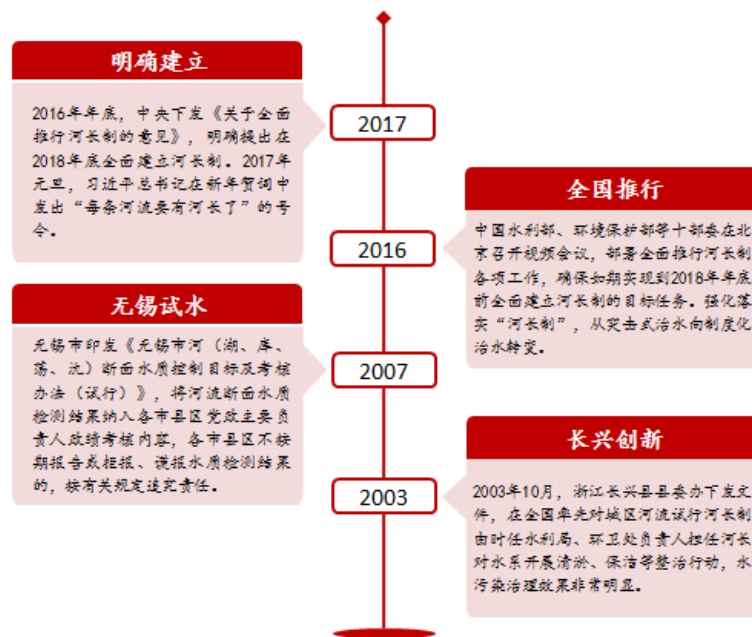 明确建立
2016年年底，中央下发《关于全面
推行河长制的意见》，明确提出在
2018年底全面建立河长制。2017年
元旦，习近平总书记在新年贺词中
发出“每条河流要有河长了”的号
令。
2017
全国推行
中国水利部、环境保护部等十部委在北
京召开视频会议，部署全面推行河长制
各项工作，确保如期实现到2018年年底
前全面建立河长制的目标任务。强化落
实“河长制”，从突击式治水向制度化
治水转变。
2016
无锡试水
无锡市印发《无锡市河（湖、库、
荡、氿）断面水质控制目标及考核
办法（试行）》，将河流断面水质
检测结果纳入各市县区党政主要负
责人政绩考核内容，各市县区不按
期报告或拒报、谎报水质检测结果
的，按有关规定追究责任。
2007
长兴创新
2003年10月，浙江长兴县县委办下发文
件，在全国率先对城区河流试行河长制
由时任水利局、环卫处负责人担任河长
对水系开展清淤、保洁等整治行动，水
污染治理效果非常明显。
2003